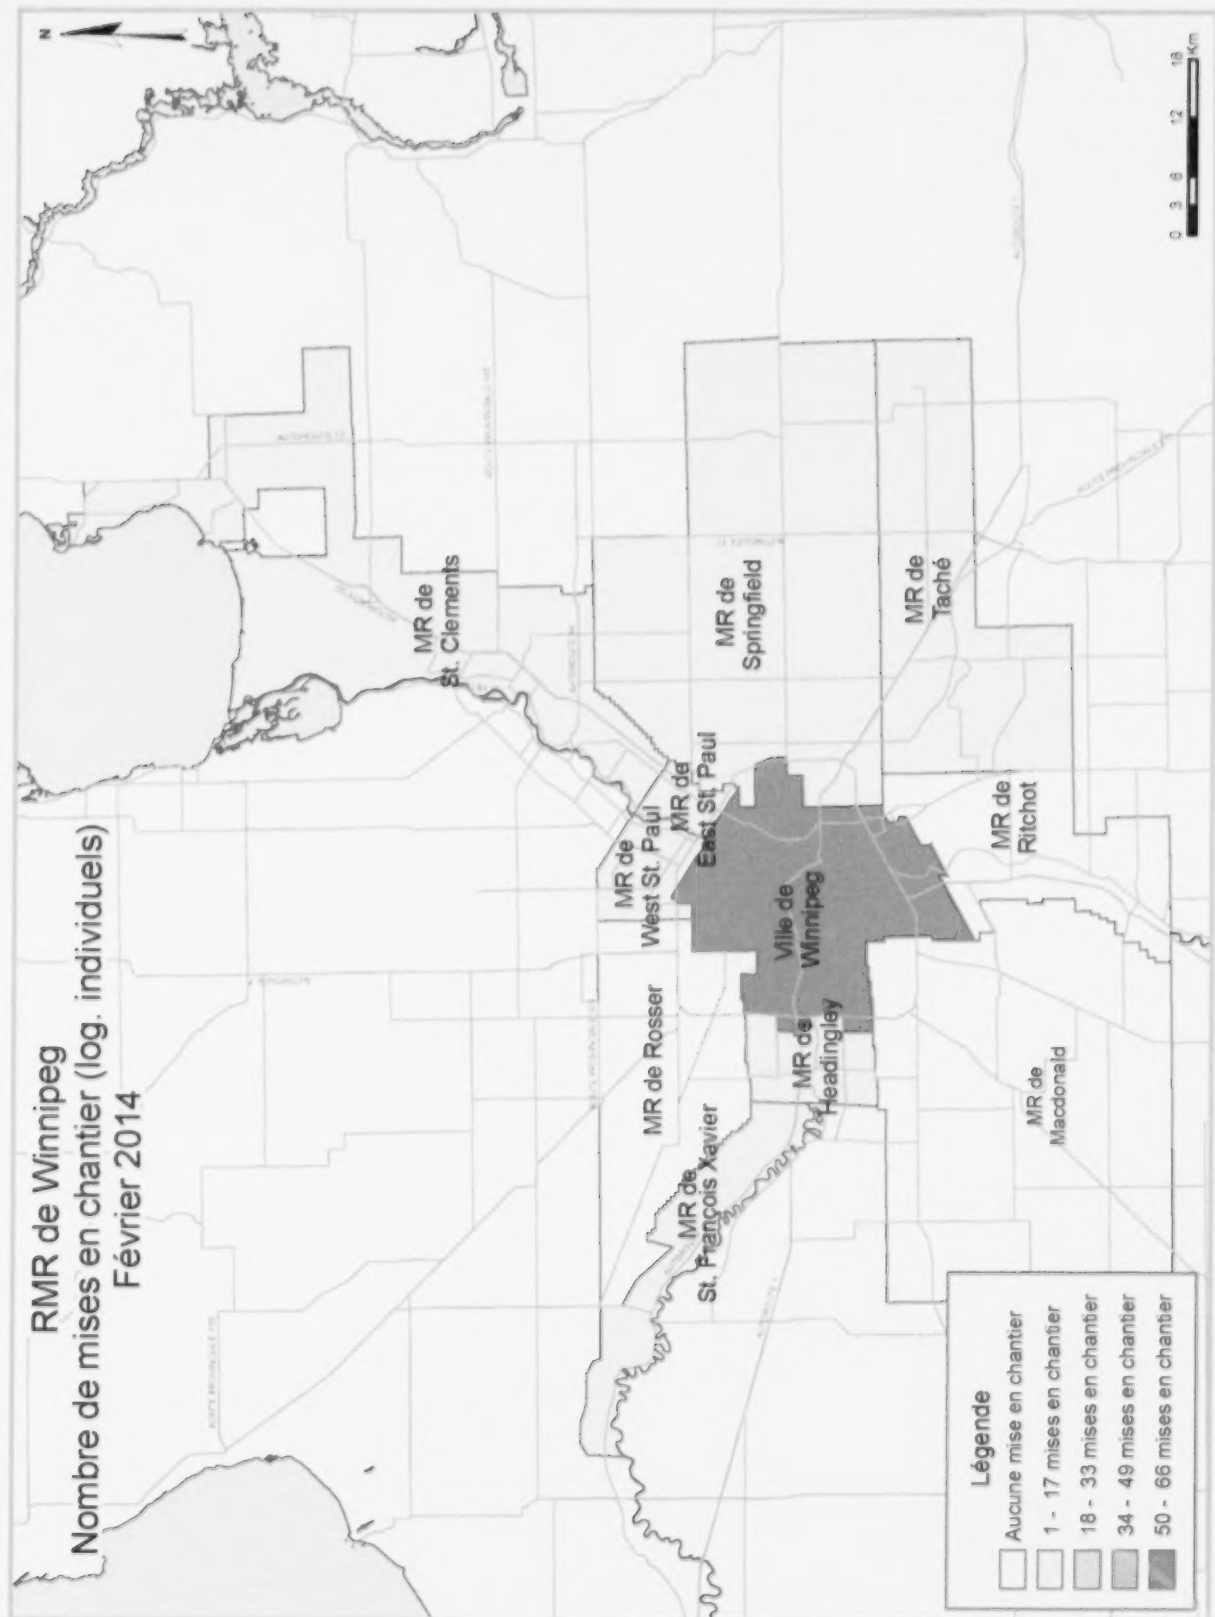 RMR de Winnipeg
Nombre de mises en chantier (log. individuels)
Février 2014
N
MR de
St. Clements
MR de
West St. Paul
MR de
East St. Paul
MR de Rosser
MR de
St. François Xavier
MR de
Headingley
Ville de
Winnipeg
MR de
Springfield
MR de
Taché
MR de
Ritchot
MR de
Macdonald
Légende
Aucune mise en chantier
1 - 17 mises en chantier
18 - 33 mises en chantier
34 - 49 mises en chantier
50 - 66 mises en chantier
0 3 6 12 18
Km